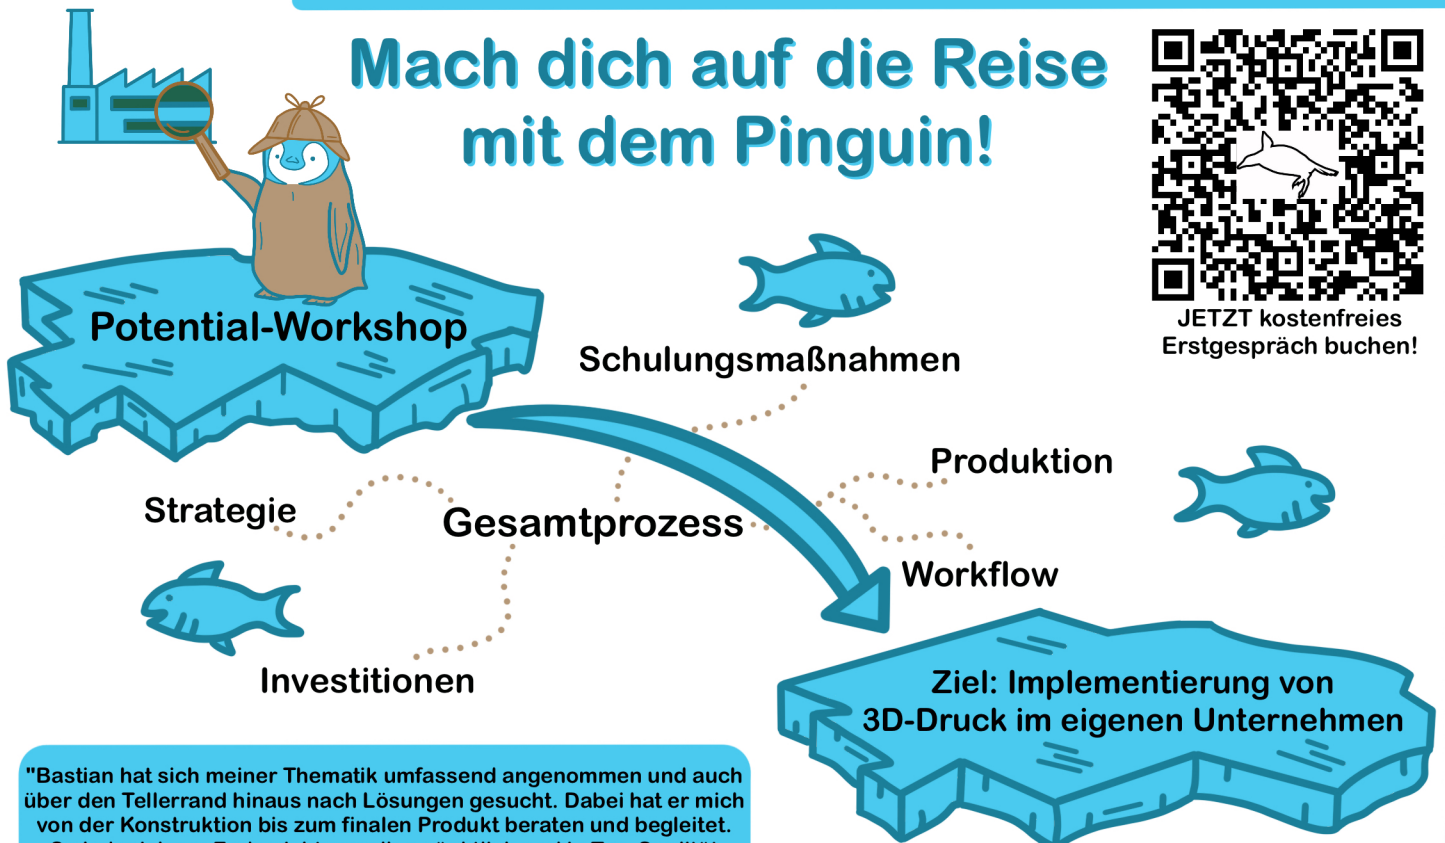 Mach dich auf die Reise
mit dem Pinguin!
JETZT kostenfreies
Erstgespräch buchen!
Potential-Workshop
Schulungsmaßnahmen
Produktion
Strategie
Gesamtprozess
Workflow
Investitionen
Ziel: Implementierung von
3D-Druck im eigenen Unternehmen
"Bastian hat sich meiner Thematik umfassend angenommen und auch
über den Tellerrand hinaus nach Lösungen gesucht. Dabei hat er mich
von der Konstruktion bis zum finalen Produkt beraten und begleitet.